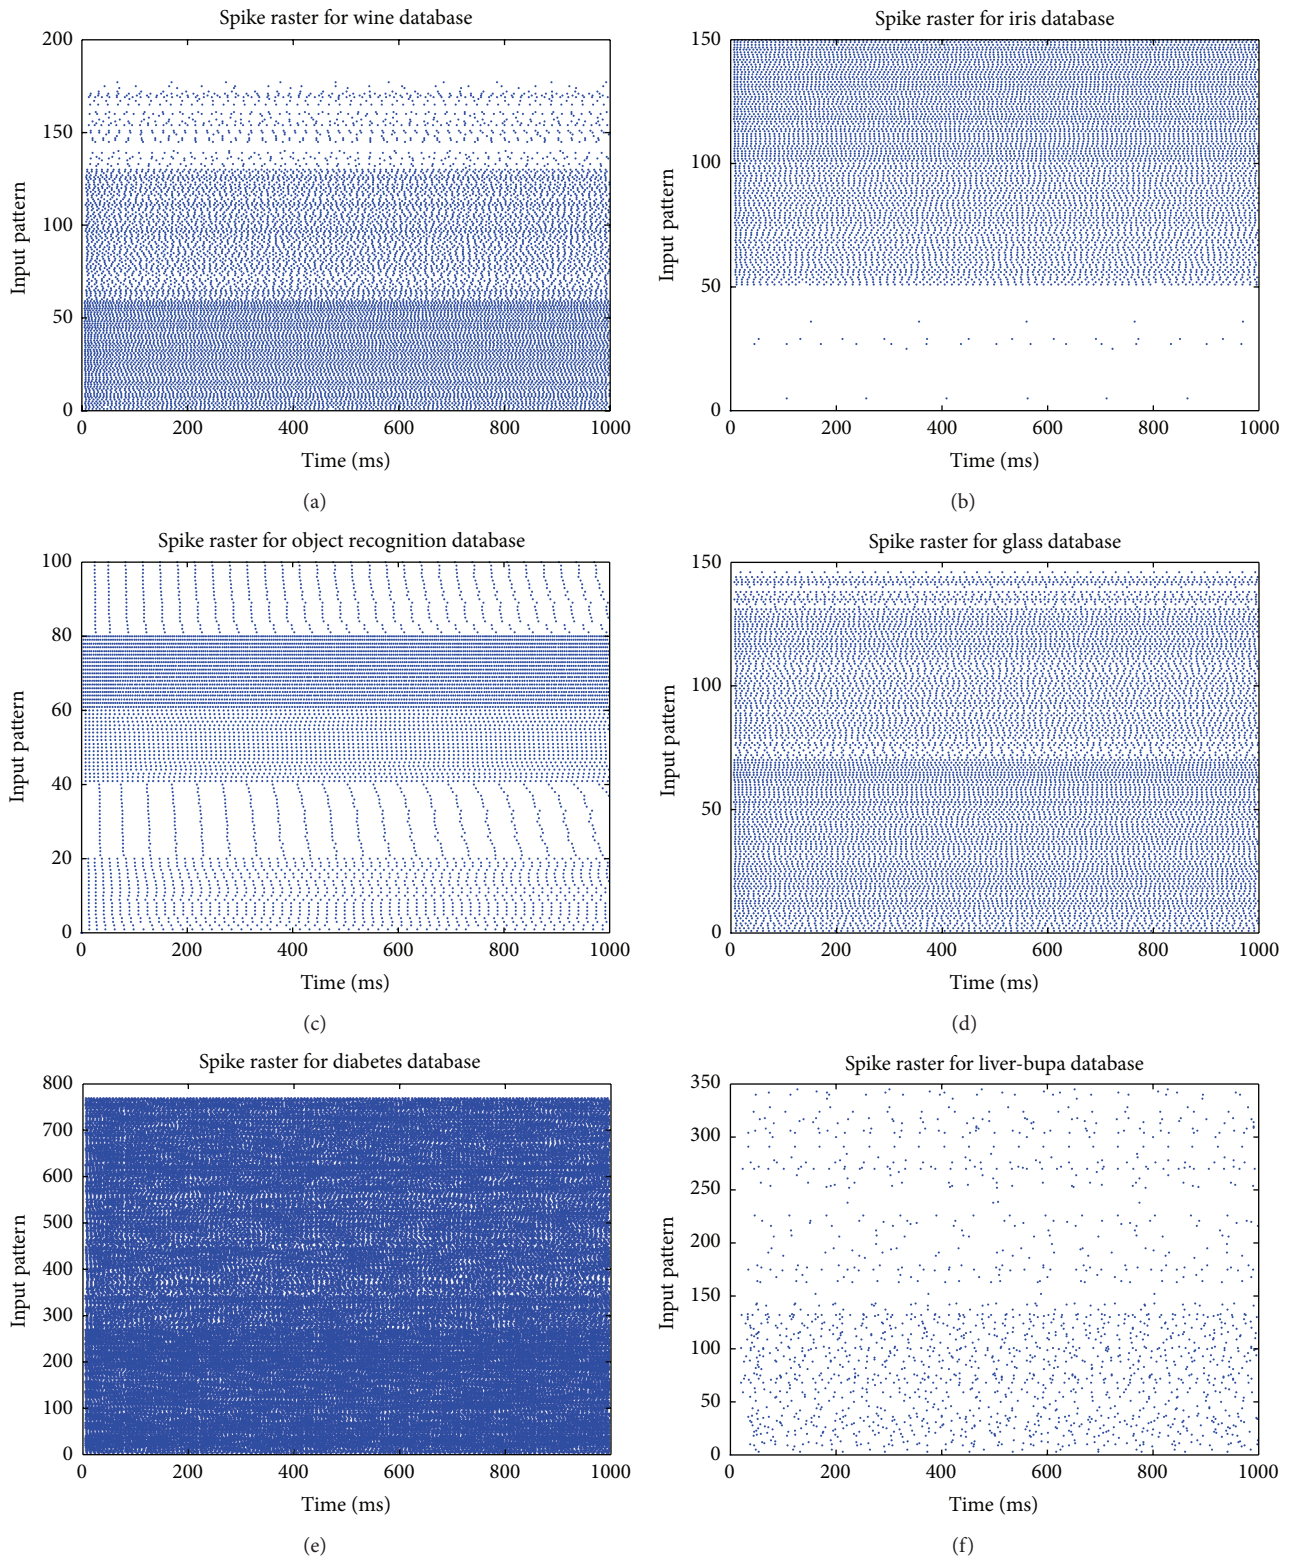 Spike raster for wine database
200
150
100
50
0
Input pattern
0 200 400 600 800 1000
Time (ms)
(a)
Spike raster for iris database
150
100
50
0
Input pattern
0 200 400 600 800 1000
Time (ms)
(b)
Spike raster for object recognition database
100
80
60
40
20
0
Input pattern
0 200 400 600 800 1000
Time (ms)
(c)
Spike raster for glass database
150
100
50
0
Input pattern
0 200 400 600 800 1000
Time (ms)
(d)
Spike raster for diabetes database
800
700
600
500
400
300
200
100
0
Input pattern
0 200 400 600 800 1000
Time (ms)
(e)
Spike raster for liver-bupa database
350
300
250
200
150
100
50
0
Input pattern
0 200 400 600 800 1000
Time (ms)
(f)